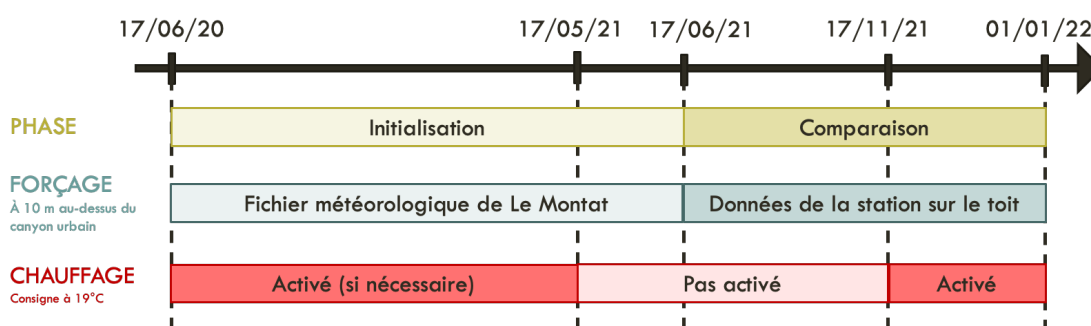 17/06/20 17/05/21 17/06/21 17/11/21 01/01/22
PHASE
Initialisation
Comparaison
FORÇAGE
À 10 m au-dessus du
canyon urbain
Fichier météorologique de Le Montat
Données de la station sur le toit
CHAUFFAGE
Consigne à 19°C
Activé (si nécessaire)
Pas activé
Activé